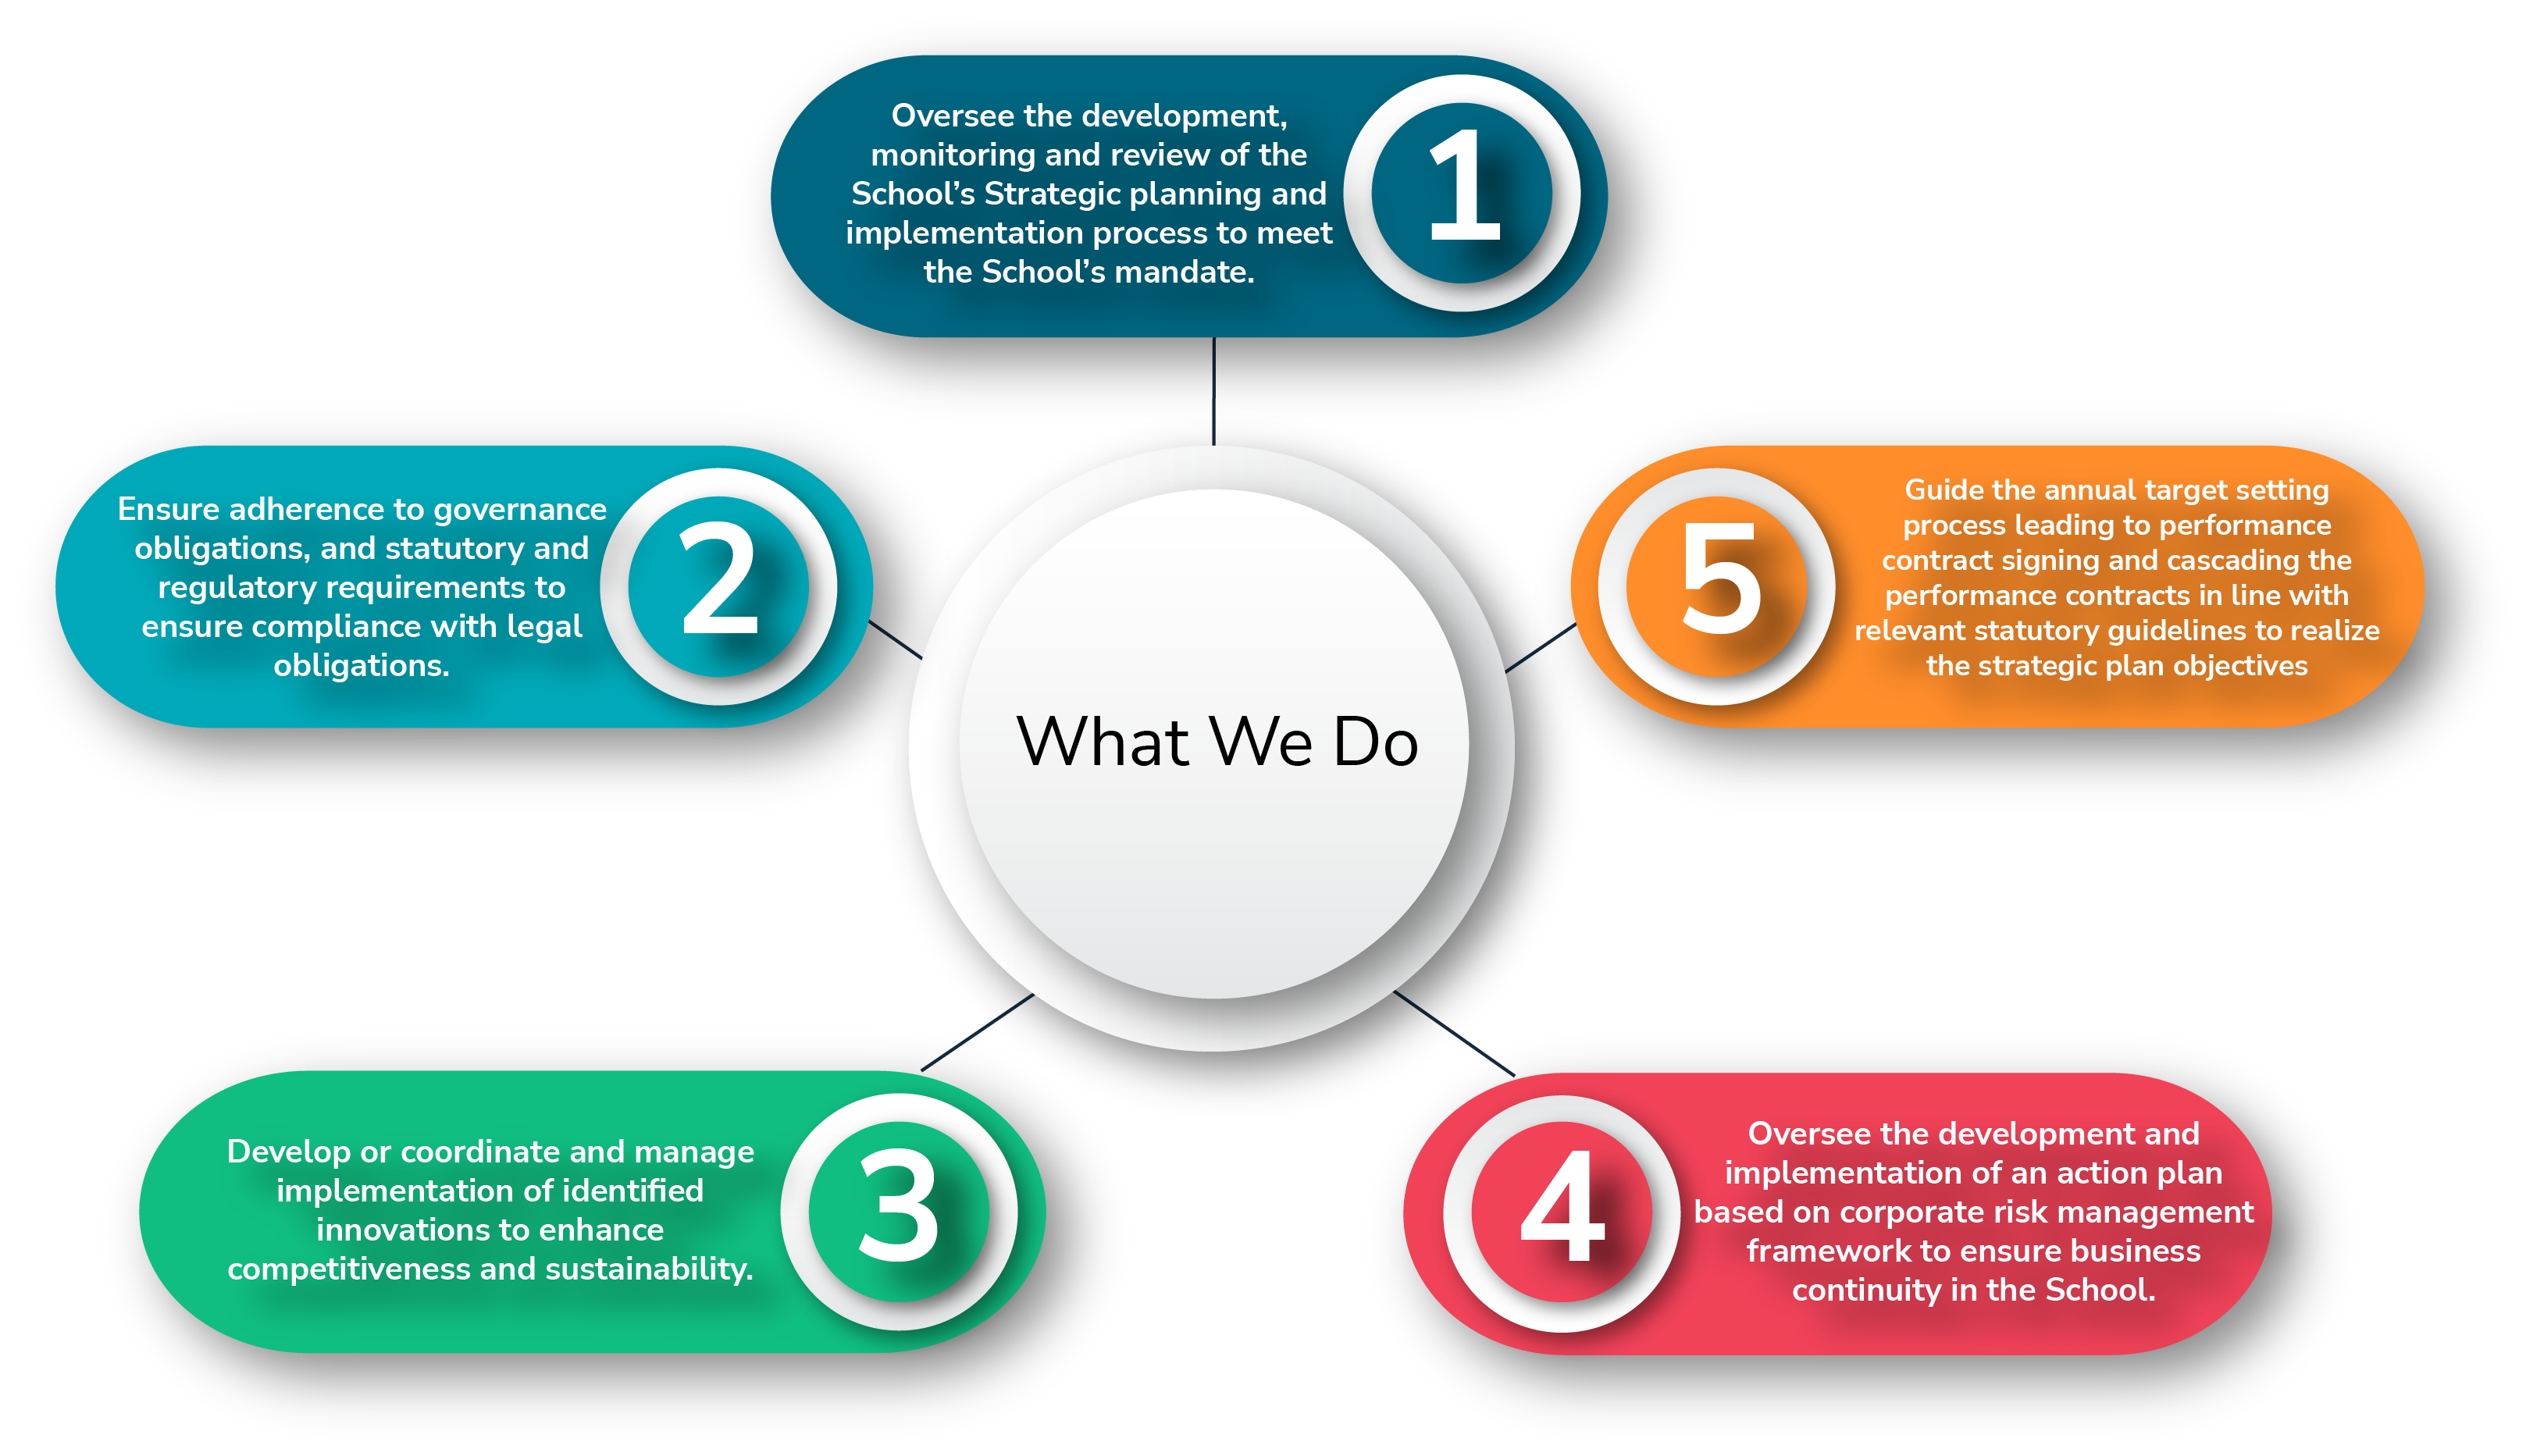 Oversee the development,
monitoring and review of the
School’s Strategic planning and
implementation process to meet
the School’s mandate.
1
Ensure adherence to governance
obligations, and statutory and
regulatory requirements to
ensure compliance with legal
obligations.
2
5
Guide the annual target setting
process leading to performance
contract signing and cascading the
performance contracts in line with
relevant statutory guidelines to realize
the strategic plan objectives
What We Do
Develop or coordinate and manage
implementation of identified
innovations to enhance
competitiveness and sustainability.
3
4
Oversee the development and
implementation of an action plan
based on corporate risk management
framework to ensure business
continuity in the School.